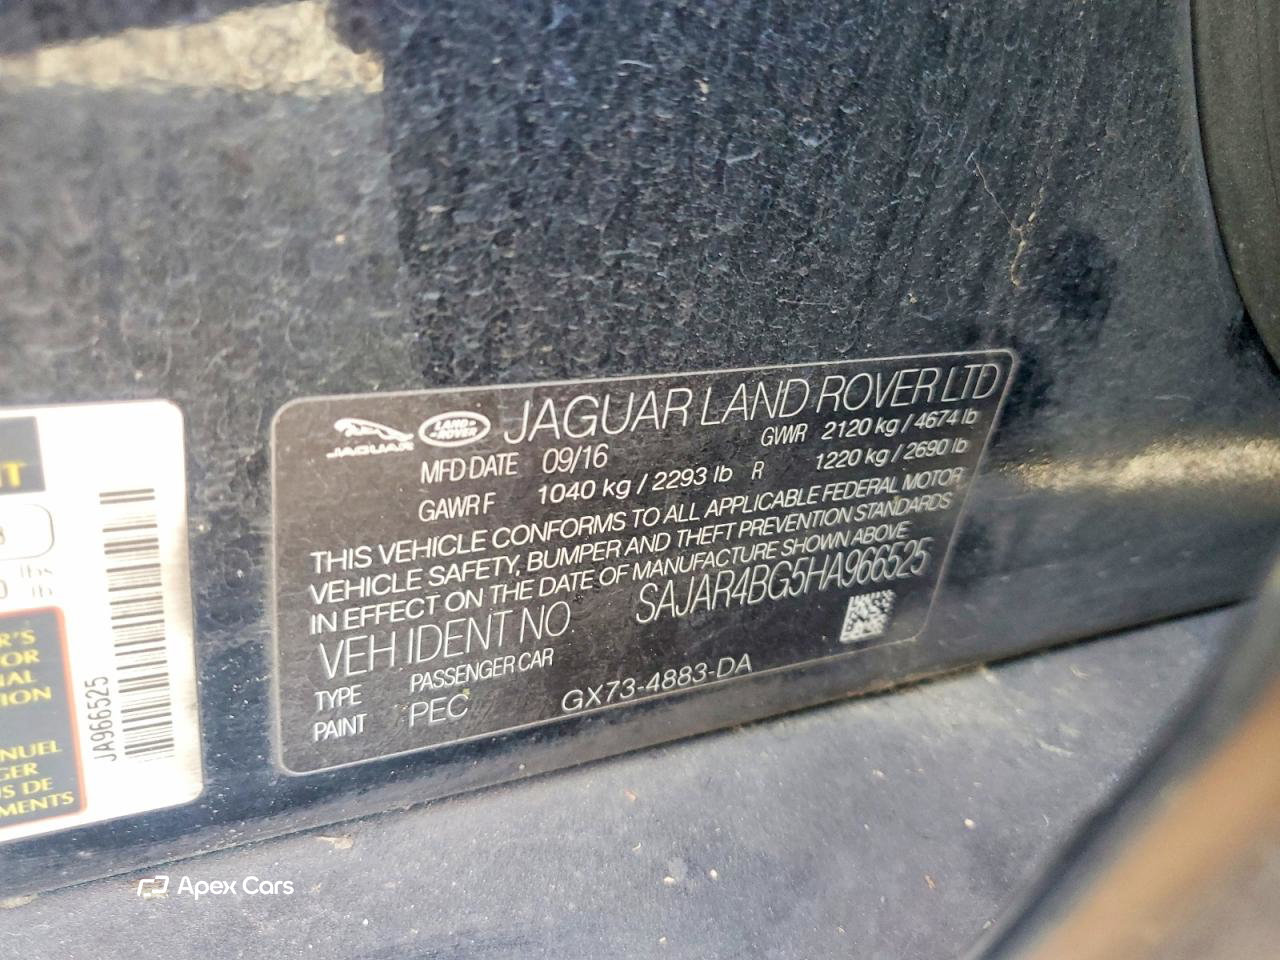 JAGUAR LAND ROVER JAGUAR LAND ROVER LTD
MFD DATE 09/16 GVWR 2120 kg / 4674 lb
GAWR F 1040 kg / 2293 lb R 1220 kg / 2690 lb
THIS VEHICLE CONFORMS TO ALL APPLICABLE FEDERAL MOTOR
VEHICLE SAFETY, BUMPER AND THEFT PREVENTION STANDARDS
IN EFFECT ON THE DATE OF MANUFACTURE SHOWN ABOVE
VEH.IDENT NO. SAJAR4BG5HA966525
TYPE PASSENGER CAR
PAINT PEC GX73-4883-DA
lbs
lb
JA966525
Apex Cars